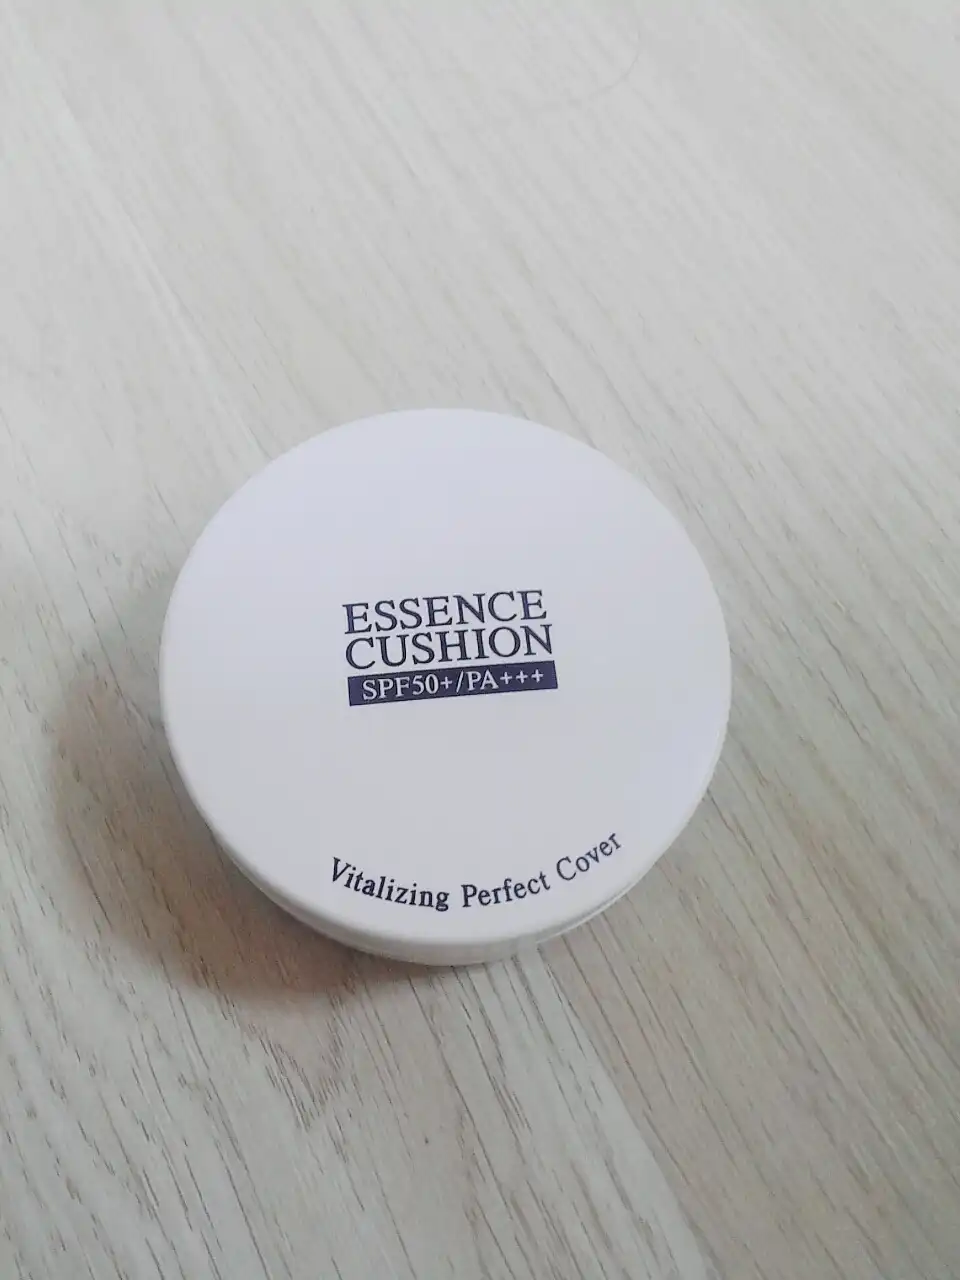 ESSENCE
CUSHION
SPF50+/PA+++
Vitalizing Perfect Cover